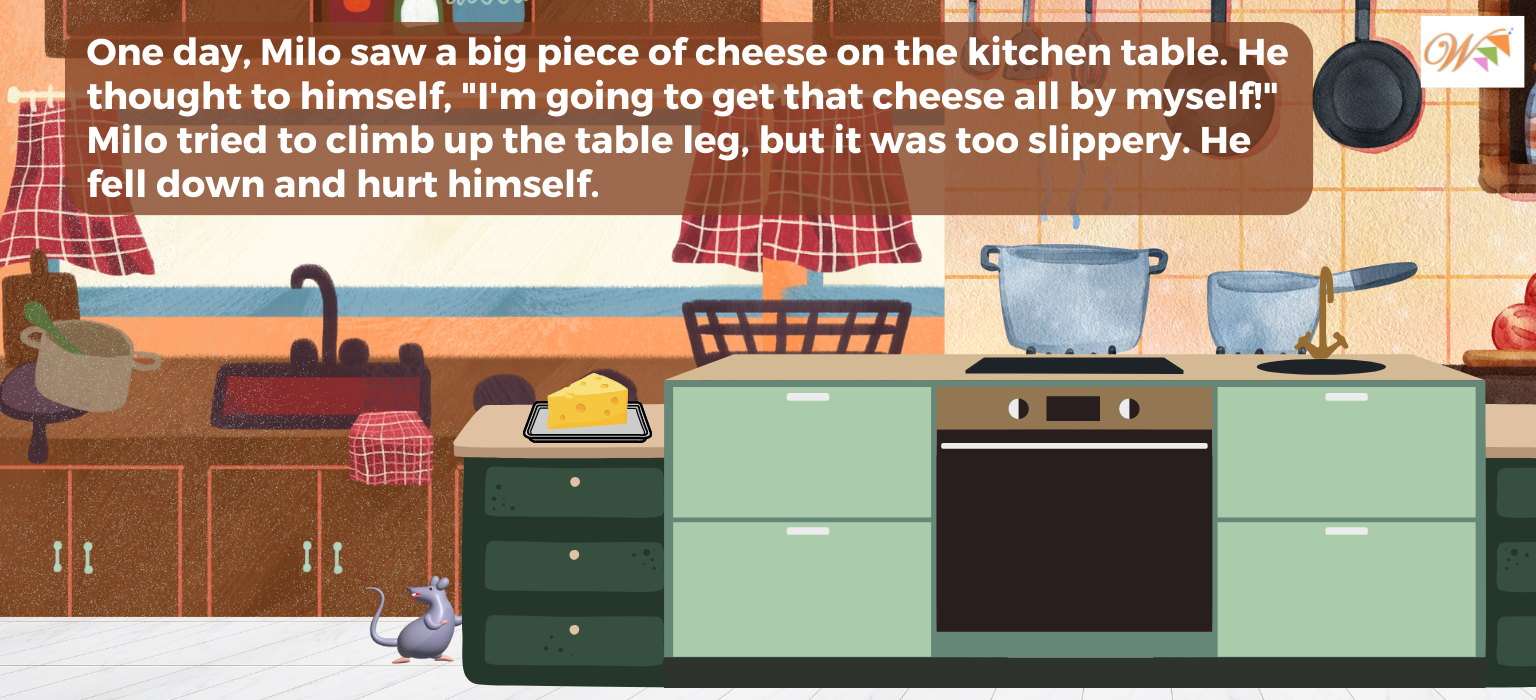 One day, Milo saw a big piece of cheese on the kitchen table. He
thought to himself, "I'm going to get that cheese all by myself!"
Milo tried to climb up the table leg, but it was too slippery. He
fell down and hurt himself.
W